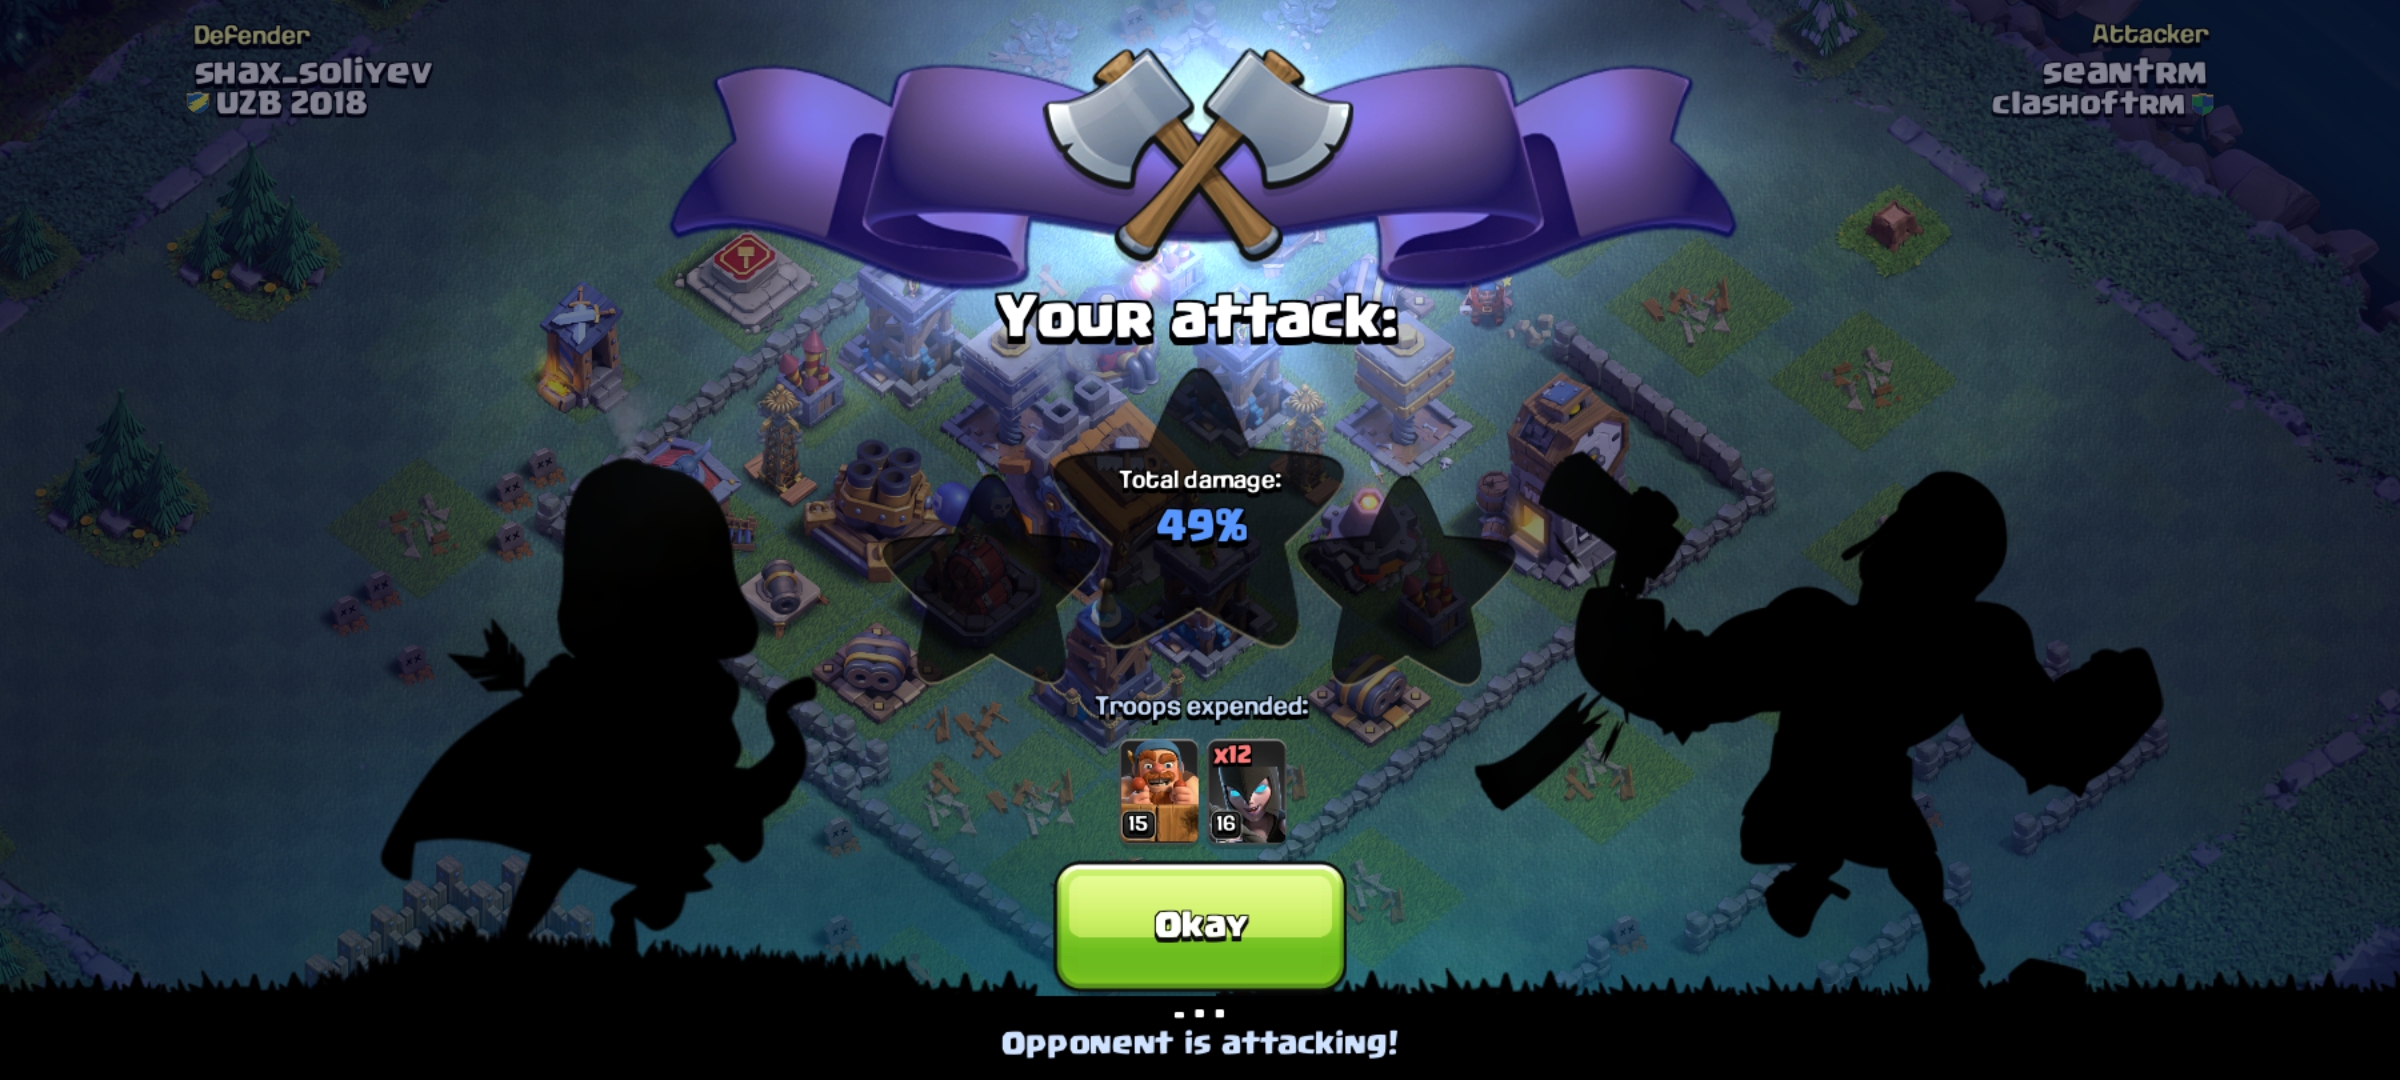 Defender
shax_soliyev
UZB 2018
Attacker
seantRM
clashoftRM
Your attack:
Total damage:
49%
Troops expended:
x12
15
16
Okay
...
Opponent is attacking!